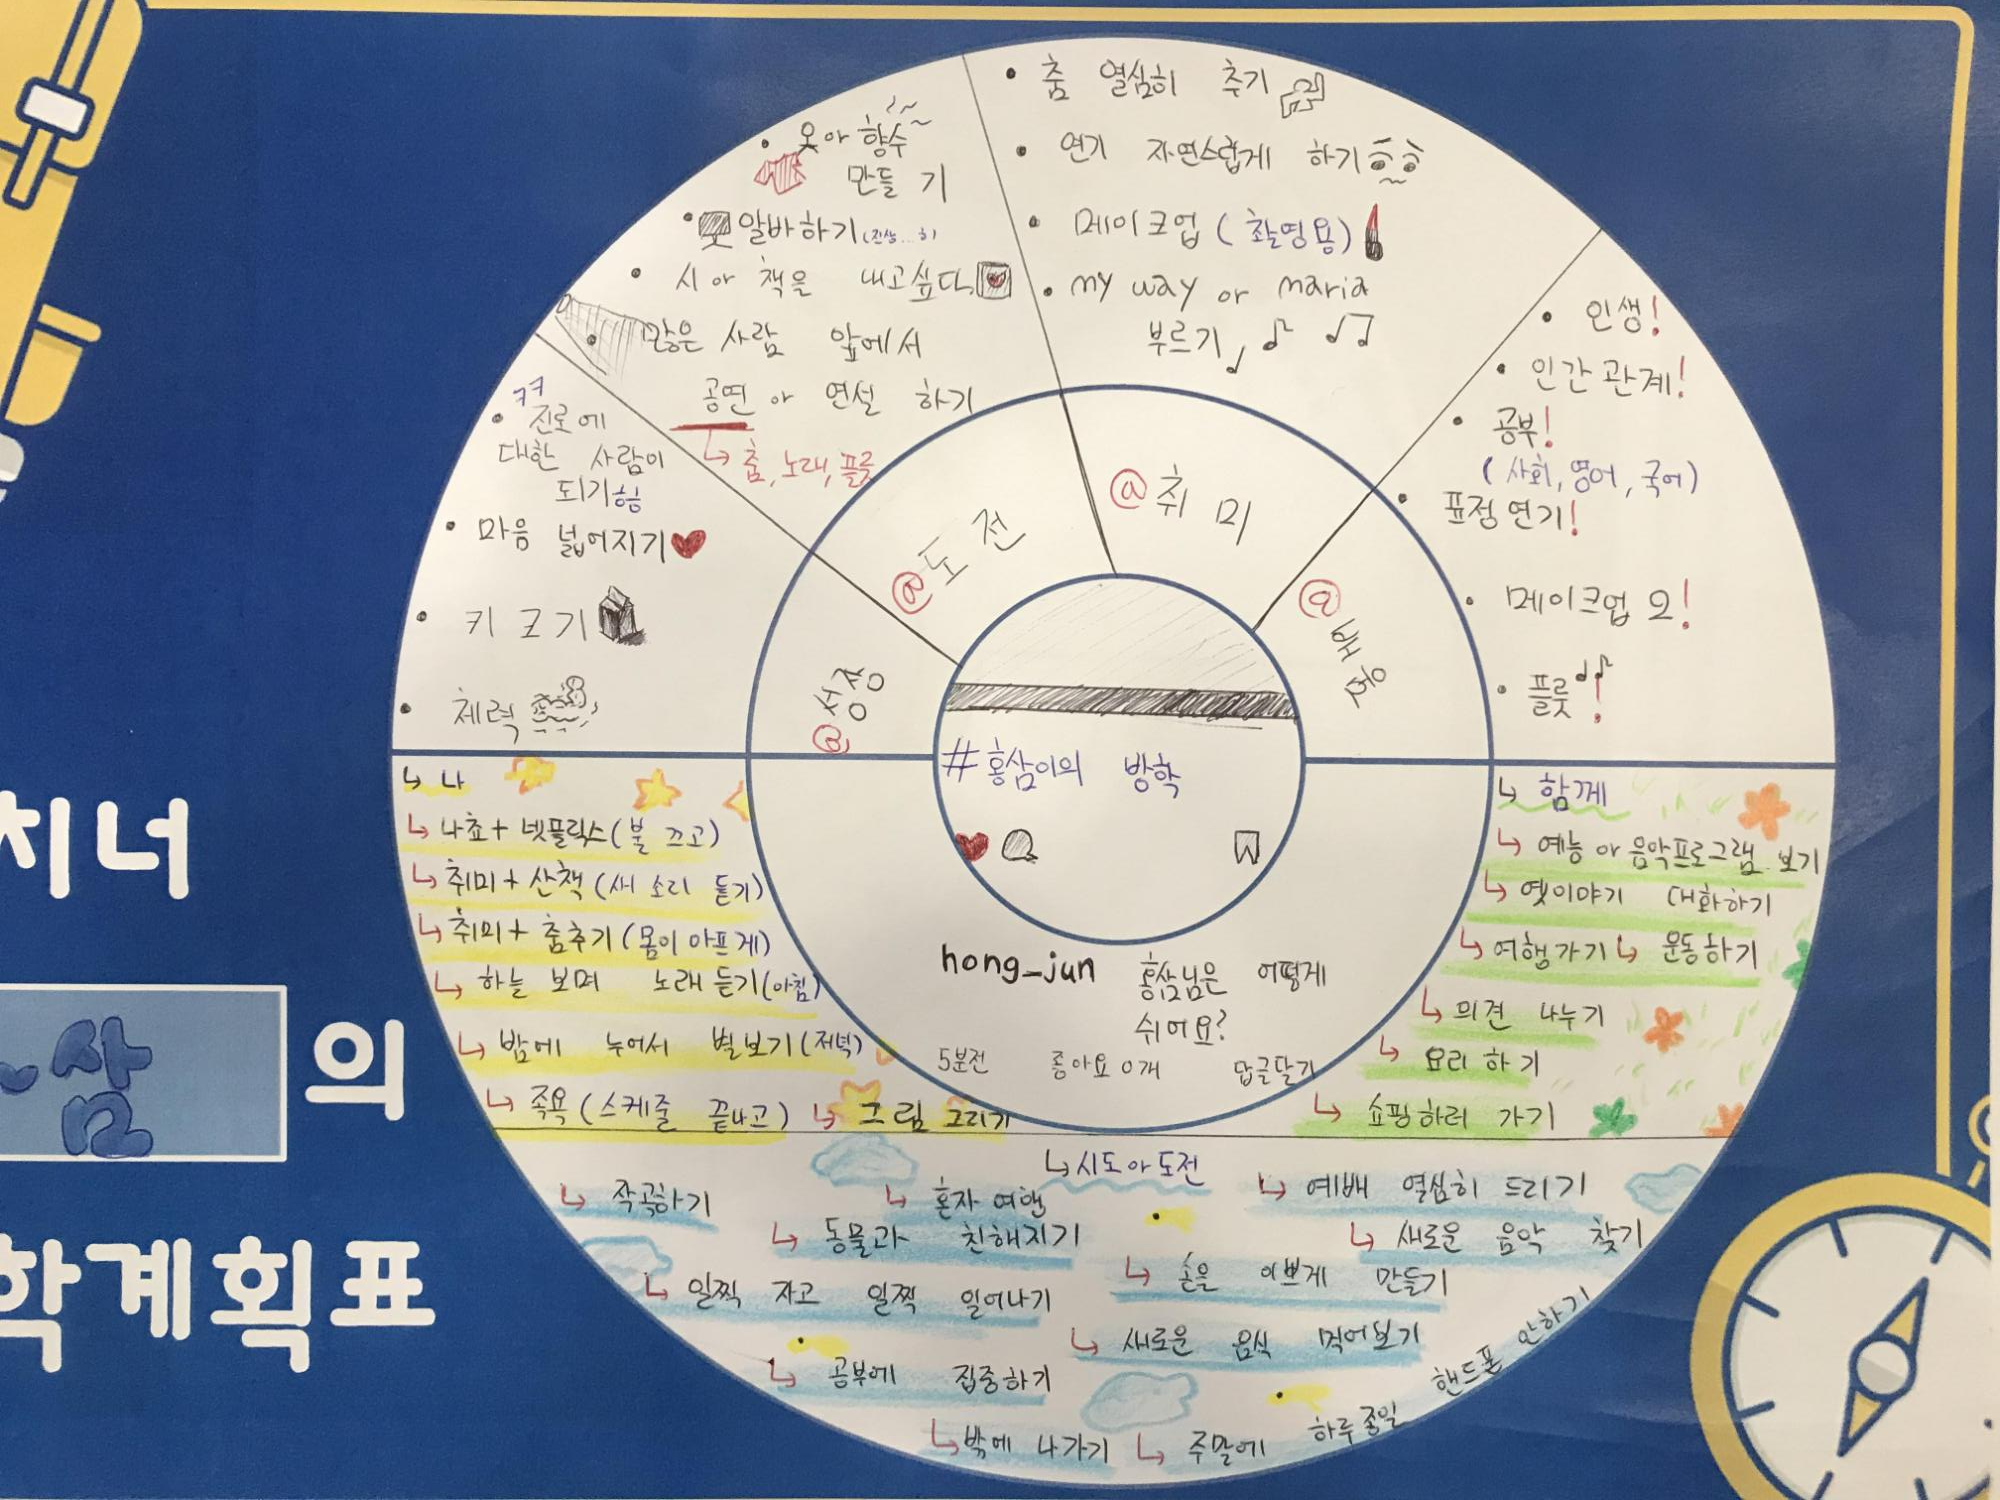 치너
삼
의
학계획표
@도전
• 옷 or 향수
만들기
• 알바하기
• 시 or 책을 내고싶다
• 많은 사람 앞에서
공연 or 연설 하기
↳ 춤, 노래, 플룻
@취미
• 춤 열심히 추기
• 연기 자연스럽게 하기
• 메이크업 (촬영용)
• my way or maria
부르기
@배움
• 인생!
• 인간관계!
• 공부!
(사회, 영어, 국어)
• 표정연기!
• 메이크업 오!
• 플룻!
@성장
ㅋㅋ
• 진로에
대한 사람이
되기
• 마음 넓어지기
• 키 크기
• 체력
#홍삼이의 방학
hong_jun 홍삼님은 어떻게
쉬어요?
5분전 좋아요 0개 답글달기
↳ 나
↳ 나쵸+넷플릭스(불 끄고)
↳ 취미+산책(새 소리 듣기)
↳ 취미+춤추기(몸이 아프게)
↳ 하늘 보며 노래 듣기(아침)
↳ 밤에 누어서 별보기(저녁)
↳ 족욕(스케줄 끝나고) ↳ 그림 그리기
↳ 함께
↳ 예능 or 음악프로그램 보기
↳ 옛이야기 대화하기
↳ 여행가기 ↳ 운동하기
↳ 의견 나누기
↳ 요리하기
↳ 쇼핑하러 가기
↳ 시도 or 도전
↳ 작곡하기
↳ 혼자 여행
↳ 예배 열심히 드리기
↳ 동물과 친해지기
↳ 새로운 음악 찾기
↳ 일찍 자고 일찍 일어나기
↳ 손을 이쁘게 만들기
↳ 새로운 음식 먹어보기
↳ 공부에 집중하기
↳ 밖에 나가기
↳ 주말에 하루종일 핸드폰 안하기